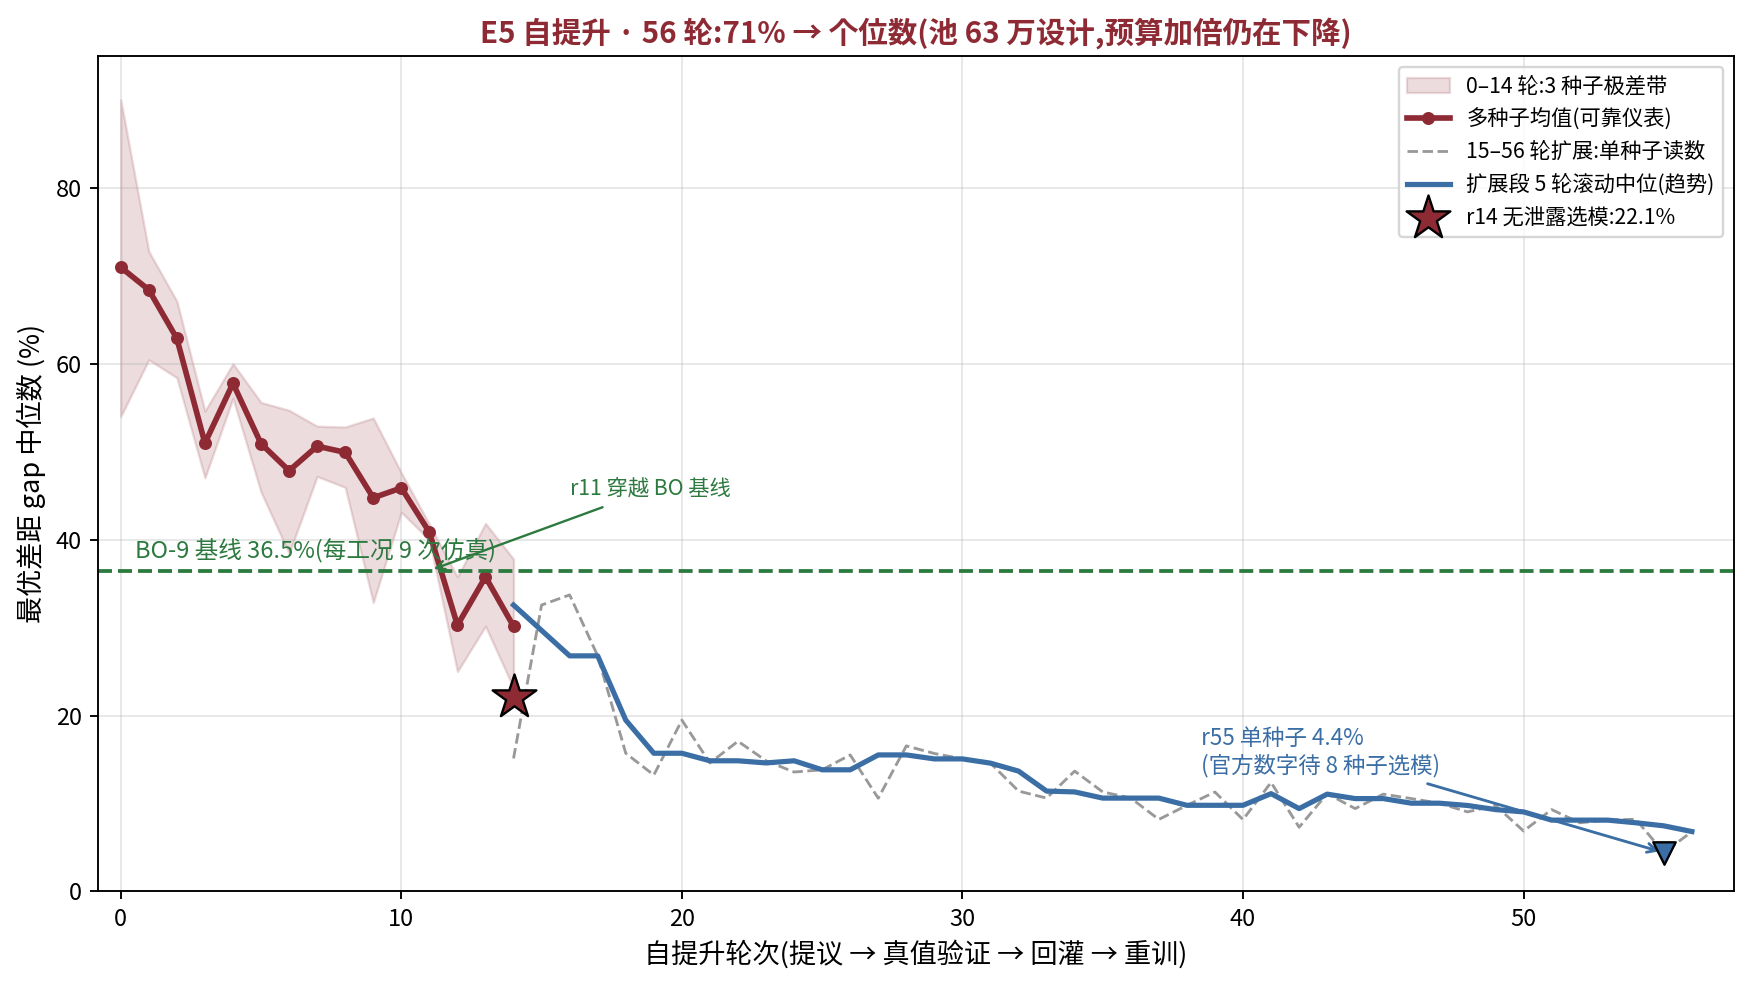 E5 自提升 · 56 轮:71% → 个位数(池 63 万设计,预算加倍仍在下降)
0–14 轮:3 种子极差带
多种子均值(可靠仪表)
15–56 轮扩展:单种子读数
扩展段 5 轮滚动中位(趋势)
r14 无泄露选模:22.1%
最优差距 gap 中位数 (%)
80
60
40
20
0
r11 穿越 BO 基线
BO-9 基线 36.5%(每工况 9 次仿真)
r55 单种子 4.4%
(官方数字待 8 种子选模)
0 10 20 30 40 50
自提升轮次(提议 → 真值验证 → 回灌 → 重训)